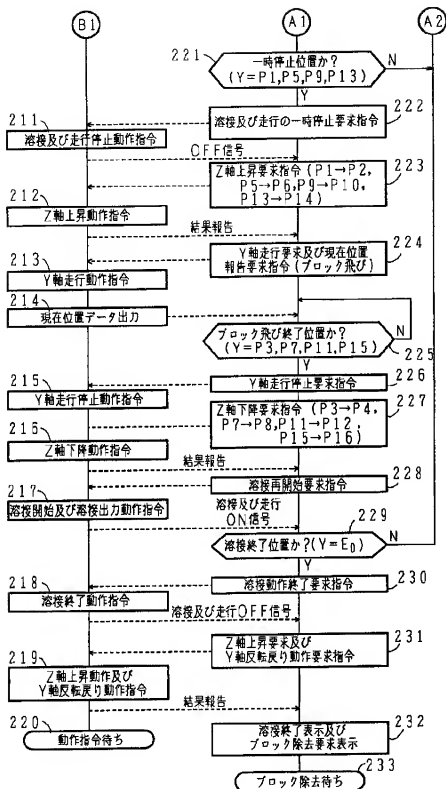 B1
A1
A2
221
一時停止位置か?
(Y=P1,P5,P9,P13)
N
Y
222
溶接及び走行の一時停止要求指令
211
溶接及び走行停止動作指令
OFF信号
223
Z軸上昇要求指令(P1→P2,
P5→P6,P9→P10,
P13→P14)
212
Z軸上昇動作指令
結果報告
224
Y軸走行要求及び現在位置
報告要求指令(ブロック飛び)
213
Y軸走行動作指令
214
現在位置データ出力
ブロック飛び終了位置か?
(Y=P3,P7,P11,P15)
N
225
Y
226
Y軸走行停止要求指令
215
Y軸走行停止動作指令
227
Z軸下降要求指令(P3→P4,
P7→P8,P11→P12,
P15→P16)
216
Z軸下降動作指令
結果報告
228
溶接再開始要求指令
217
溶接開始及び溶接出力動作指令
溶接及び走行
ON信号
229
溶接終了位置か?(Y=E0)
N
Y
230
溶接動作終了要求指令
218
溶接終了動作指令
溶接及び走行OFF信号
231
Z軸上昇要求及び
Y軸反転戻り動作要求指令
219
Z軸上昇動作及び
Y軸反転戻り動作指令
結果報告
220
動作指令待ち
232
溶接終了表示及び
ブロック除去要求表示
233
ブロック除去待ち